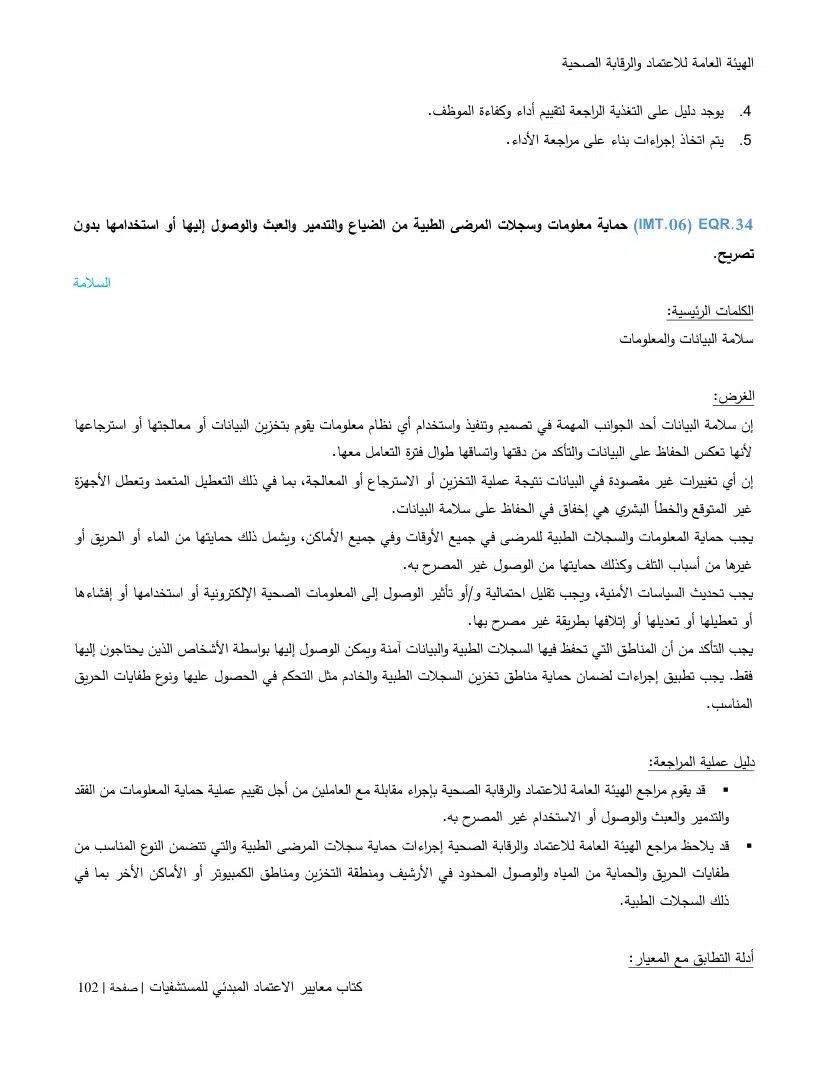 الهيئة العامة للاعتماد والرقابة الصحية
4. يوجد دليل على التغذية الراجعة لتقييم أداء وكفاءة الموظف.
5. يتم اتخاذ إجراءات بناء على مراجعة الأداء.
EQR.34 (IMT.06) حماية معلومات وسجلات المرضى الطبية من الضياع والتدمير والعبث والوصول إليها أو استخدامها بدون
تصريح.
السلامة
الكلمات الرئيسية:
سلامة البيانات والمعلومات
الغرض:
إن سلامة البيانات أحد الجوانب المهمة في تصميم وتنفيذ واستخدام أي نظام معلومات يقوم بتخزين البيانات أو معالجتها أو استرجاعها
لأنها تعكس الحفاظ على البيانات والتأكد من دقتها واتساقها طوال فترة التعامل معها.
إن أي تغييرات غير مقصودة في البيانات نتيجة عملية التخزين أو الاسترجاع أو المعالجة، بما في ذلك التعطيل المتعمد وتعطل الأجهزة
غير المتوقع والخطأ البشري هي إخفاق في الحفاظ على سلامة البيانات.
يجب حماية المعلومات والسجلات الطبية للمرضى في جميع الأوقات وفي جميع الأماكن، ويشمل ذلك حمايتها من الماء أو الحريق أو
غيرها من أسباب التلف وكذلك حمايتها من الوصول غير المصرح به.
يجب تحديث السياسات الأمنية، ويجب تقليل احتمالية و/أو تأثير الوصول إلى المعلومات الصحية الإلكترونية أو استخدامها أو إفشاءها
أو تعطيلها أو تعديلها أو إتلافها بطريقة غير مصرح بها.
يجب التأكد من أن المناطق التي تحفظ فيها السجلات الطبية والبيانات آمنة ويمكن الوصول إليها بواسطة الأشخاص الذين يحتاجون إليها
فقط. يجب تطبيق إجراءات لضمان حماية مناطق تخزين السجلات الطبية والخادم مثل التحكم في الحصول عليها ونوع طفايات الحريق
المناسب.
دليل عملية المراجعة:
▪ قد يقوم مراجع الهيئة العامة للاعتماد والرقابة الصحية بإجراء مقابلة مع العاملين من أجل تقييم عملية حماية المعلومات من الفقد
والتدمير والعبث والوصول أو الاستخدام غير المصرح به.
▪ قد يلاحظ مراجع الهيئة العامة للاعتماد والرقابة الصحية إجراءات حماية سجلات المرضى الطبية والتي تتضمن النوع المناسب من
طفايات الحريق والحماية من المياه والوصول المحدود في الأرشيف ومنطقة التخزين ومناطق الكمبيوتر أو الأماكن الأخر بما في
ذلك السجلات الطبية.
أدلة التطابق مع المعيار:
كتاب معايير الاعتماد المبدئي للمستشفيات | صفحة | 102